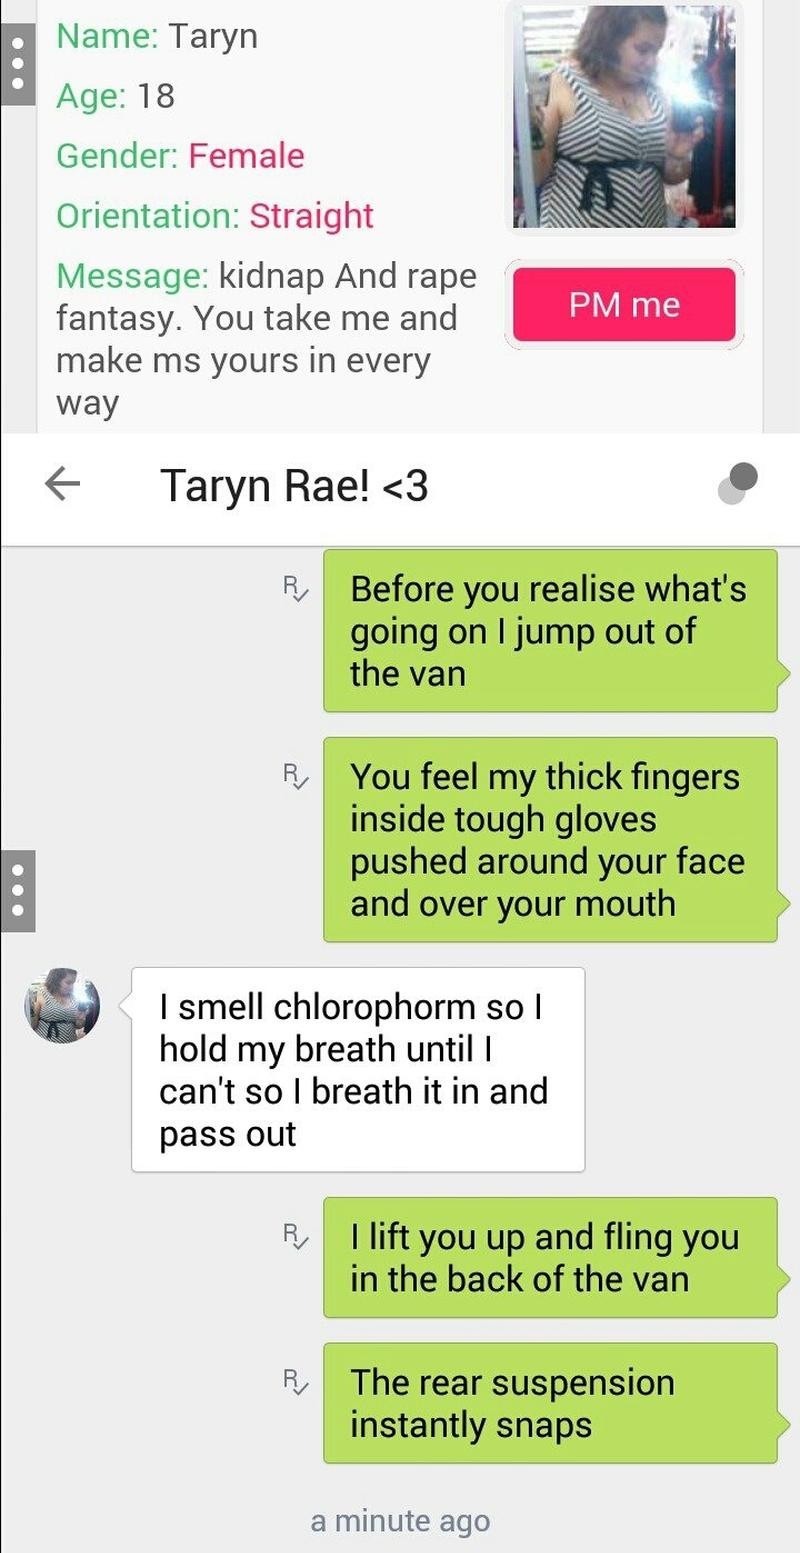 Name: Taryn
Age: 18
Gender: Female
Orientation: Straight
Message: kidnap And rape
fantasy. You take me and
make ms yours in every
way
PM me
Taryn Rae! <3
R
Before you realise what's
going on I jump out of
the van
R
You feel my thick fingers
inside tough gloves
pushed around your face
and over your mouth
I smell chlorophorm so I
hold my breath until I
can't so I breath it in and
pass out
R
I lift you up and fling you
in the back of the van
R
The rear suspension
instantly snaps
a minute ago